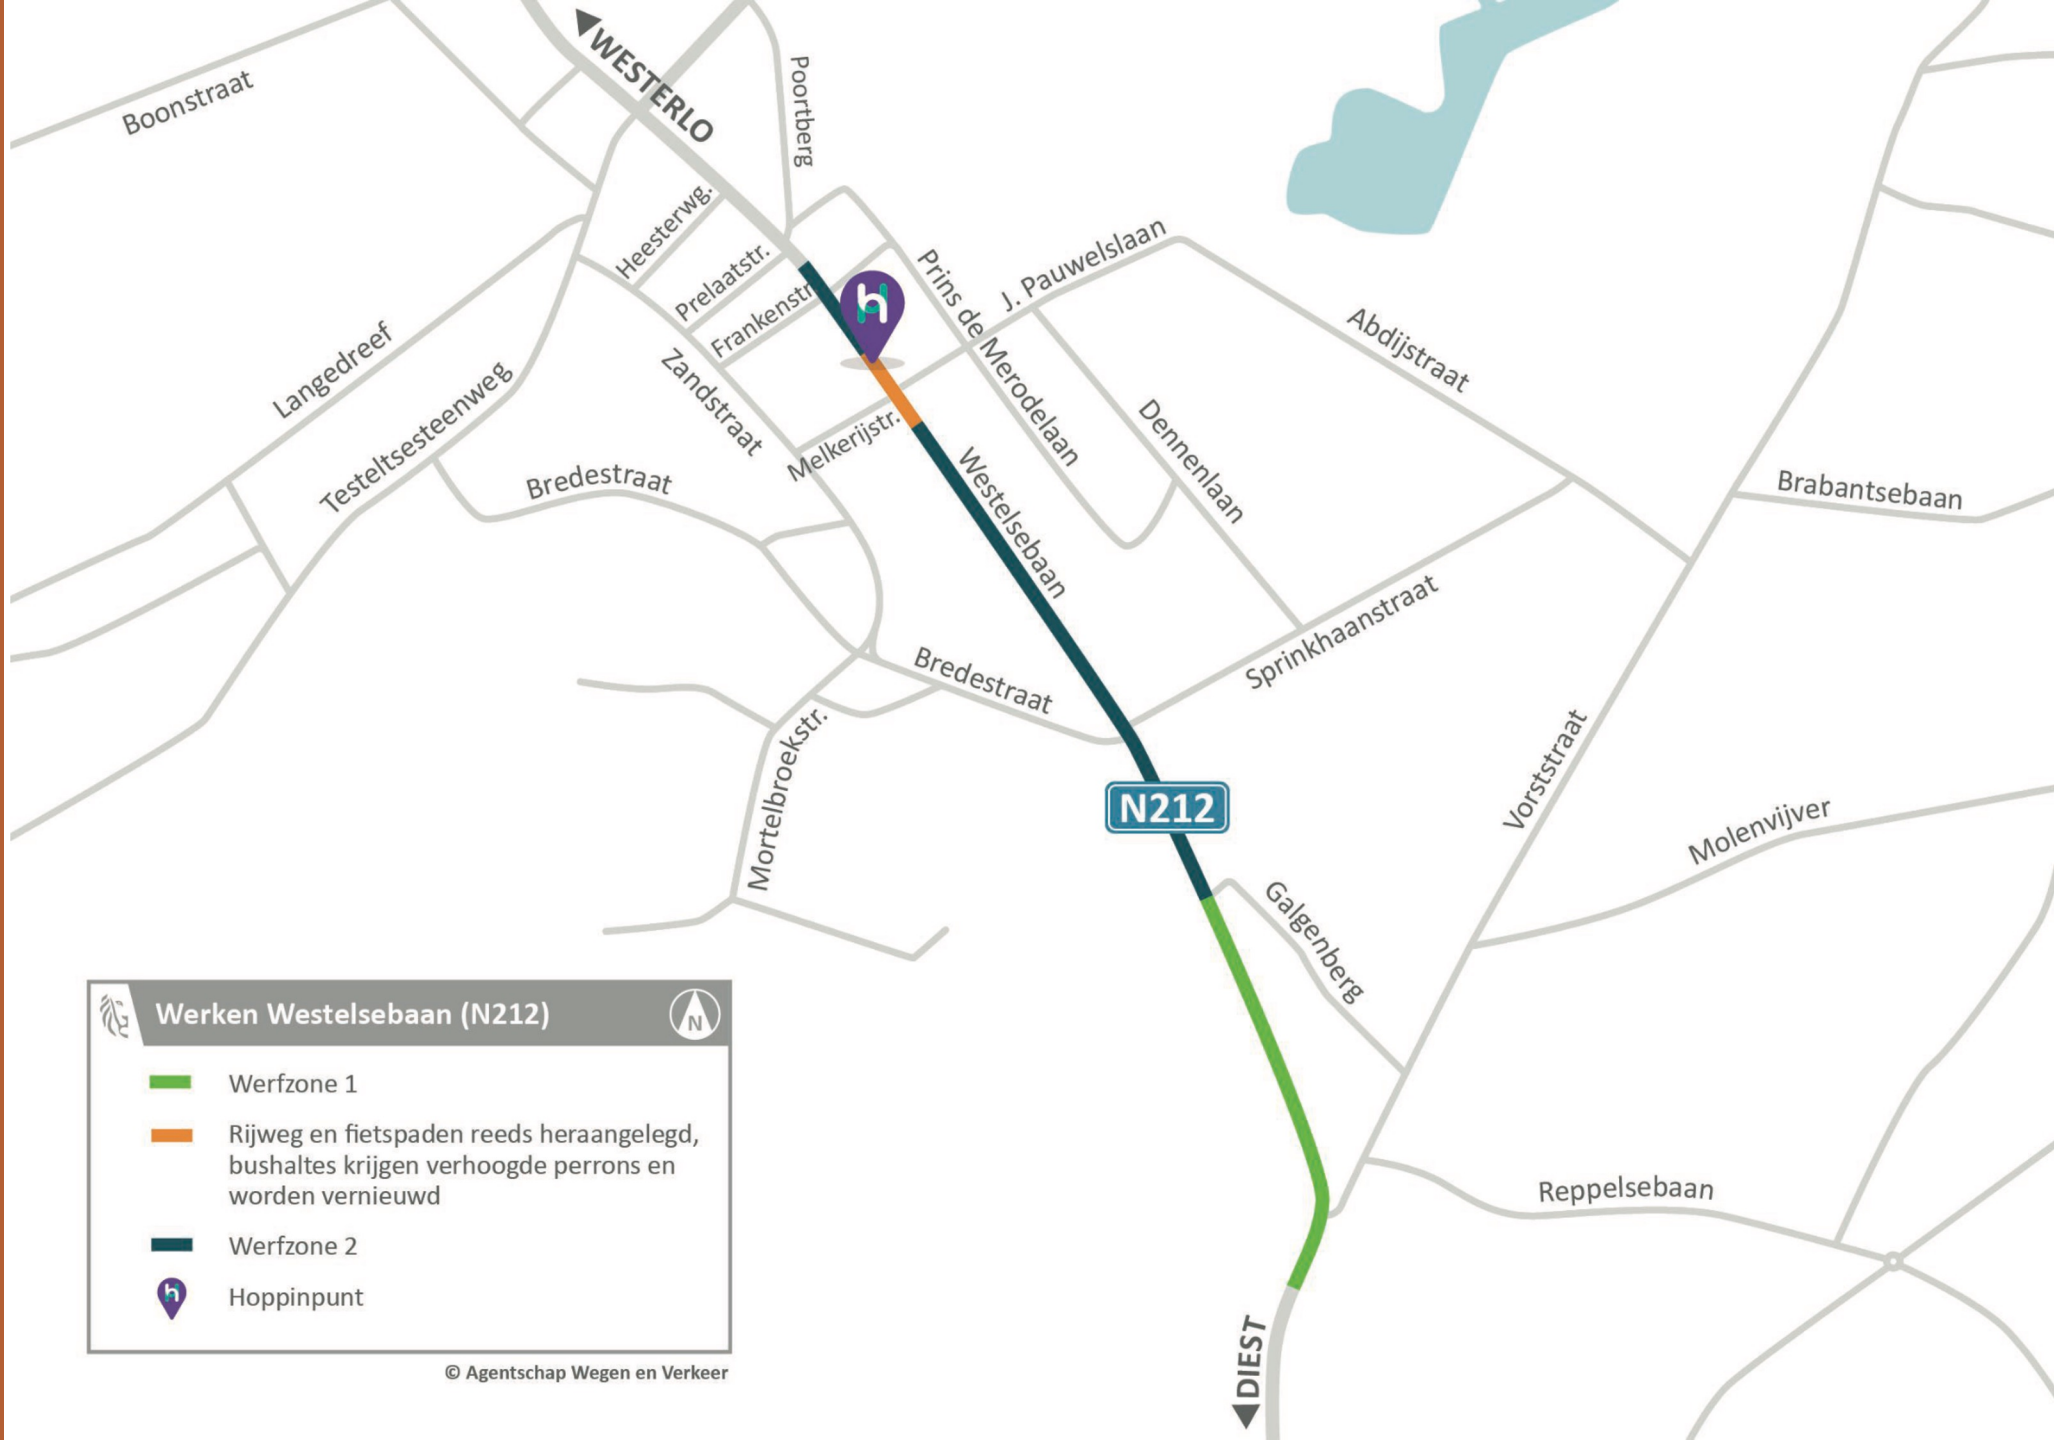 WESTERLO
Boonstraat
Poortberg
Heesterwg.
Prelaatstr.
Frankenstr.
Prins de Merodelaan
J. Pauwelslaan
Abdijstraat
Langedreef
Testeltsesteenweg
Zandstraat
Melkerijstr.
Dennenlaan
Bredestraat
Westelsebaan
Brabantsebaan
Sprinkhaanstraat
Bredestraat
Mortelbroekstr.
N212
Vorststraat
Molenvijver
Galgenberg
Reppelsebaan
DIEST
Werken Westelsebaan (N212)
N
Werfzone 1
Rijweg en fietspaden reeds heraangelegd,
bushaltes krijgen verhoogde perrons en
worden vernieuwd
Werfzone 2
Hoppinpunt
© Agentschap Wegen en Verkeer